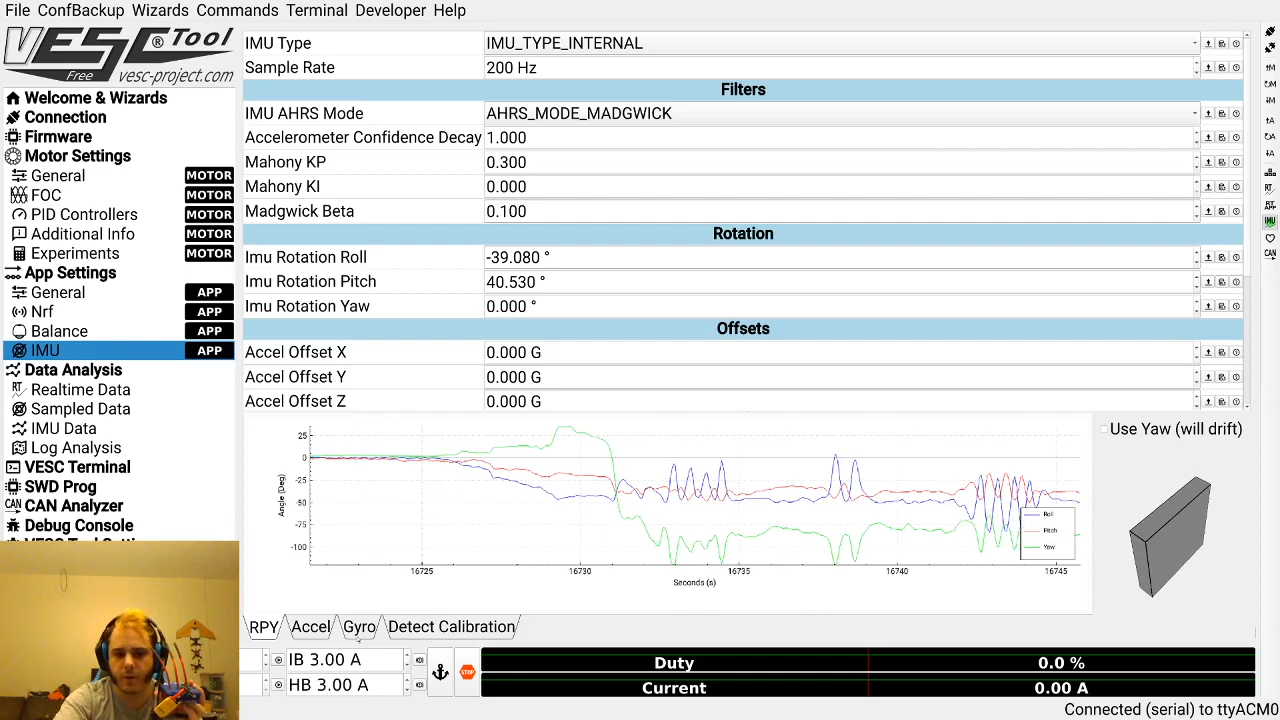 File ConfBackup Wizards Commands Terminal Developer Help
VESC® Tool
Free vesc-project.com
Welcome & Wizards
Connection
Firmware
Motor Settings
General MOTOR
FOC MOTOR
PID Controllers MOTOR
Additional Info MOTOR
Experiments MOTOR
App Settings
General APP
Nrf APP
Balance APP
IMU APP
Data Analysis
RT Realtime Data
Sampled Data
IMU Data
Log Analysis
VESC Terminal
SWD Prog
CAN CAN Analyzer
Debug Console
IMU Type IMU_TYPE_INTERNAL
Sample Rate 200 Hz
Filters
IMU AHRS Mode AHRS_MODE_MADGWICK
Accelerometer Confidence Decay 1.000
Mahony KP 0.300
Mahony KI 0.000
Madgwick Beta 0.100
Rotation
Imu Rotation Roll -39.080 °
Imu Rotation Pitch 40.530 °
Imu Rotation Yaw 0.000 °
Offsets
Accel Offset X 0.000 G
Accel Offset Y 0.000 G
Accel Offset Z 0.000 G
Angle (Deg)
25
0
-25
-50
-75
-100
16725 16730 16735 16740 16745
Seconds (s)
Roll
Pitch
Yaw
Use Yaw (will drift)
RPY Accel Gyro Detect Calibration
IB 3.00 A
HB 3.00 A
STOP
Duty 0.0 %
Current 0.00 A
Connected (serial) to ttyACM0
M
M
M
A
A
A
RT
RT
APP
IMU
CAN